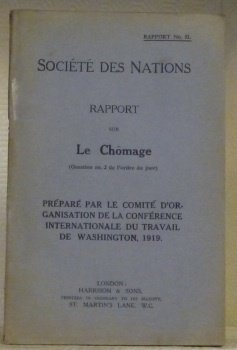 RAPPORT No. II.
SOCIÉTÉ DES NATIONS
RAPPORT
SUR
Le Chômage
(Question no. 2 de l'ordre du jour)
PRÉPARÉ PAR LE COMITÉ D'OR-
GANISATION DE LA CONFÉRENCE
INTERNATIONALE DU TRAVAIL
DE WASHINGTON, 1919.
LONDON:
HARRISON & SONS,
PRINTERS IN ORDINARY TO HIS MAJESTY,
ST. MARTIN'S LANE, W.C.